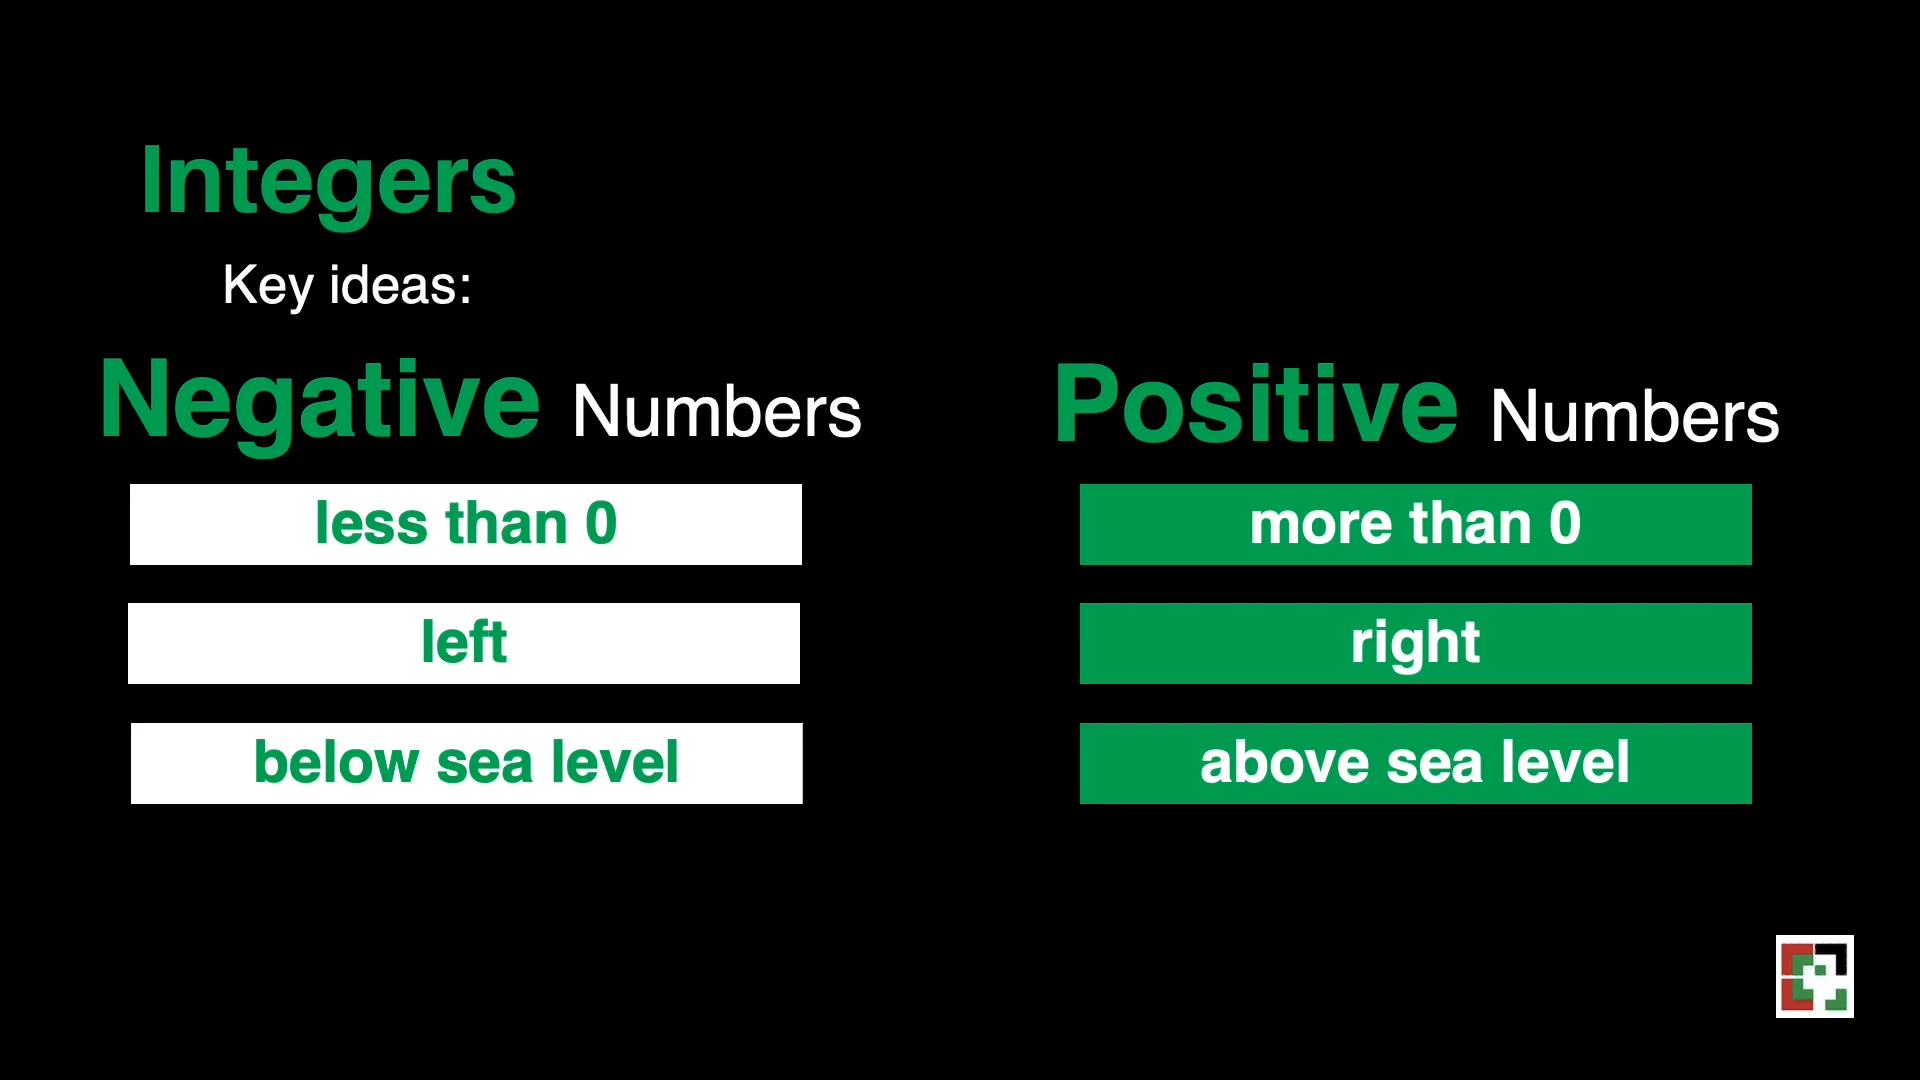 Integers
Key ideas:
Negative Numbers
less than 0
left
below sea level
Positive Numbers
more than 0
right
above sea level